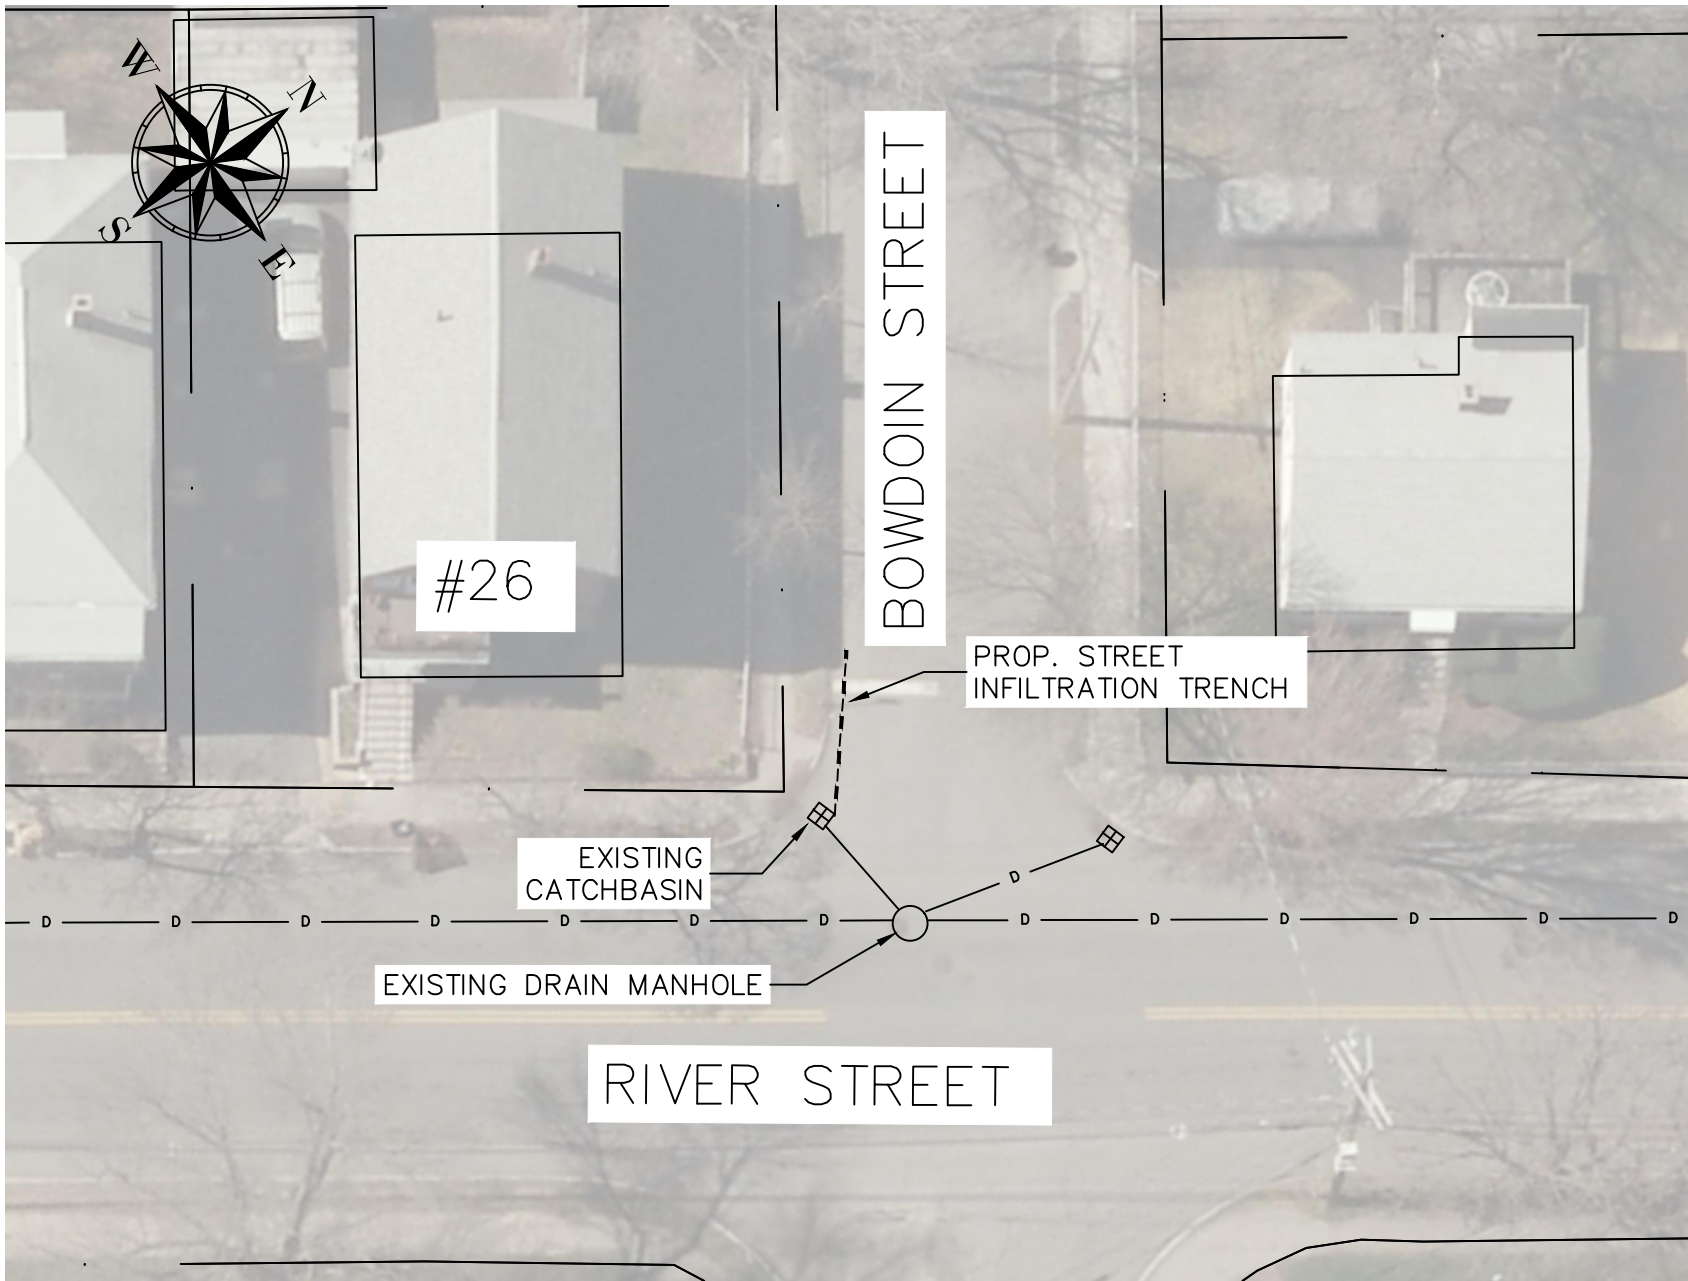 W
N
S
E
BOWDOIN STREET
#26
PROP. STREET
INFILTRATION TRENCH
EXISTING
CATCHBASIN
D
D D D D D D D D D D D D D
EXISTING DRAIN MANHOLE
RIVER STREET